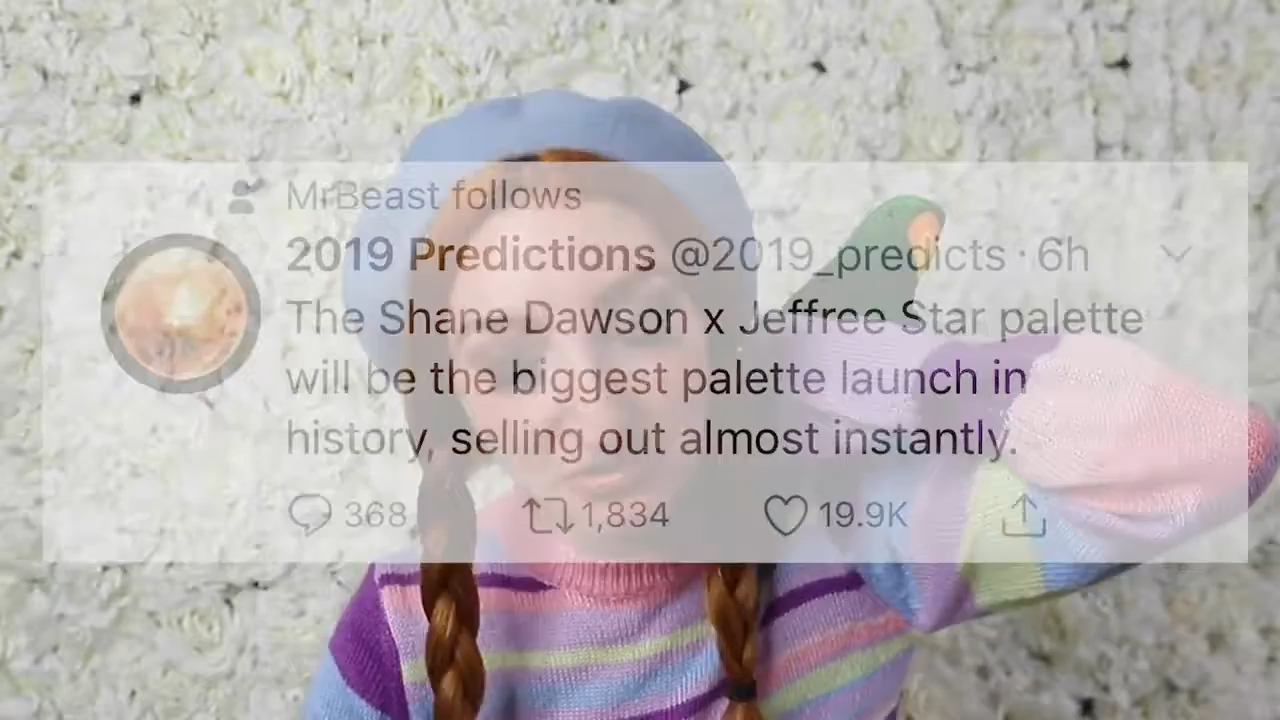 MrBeast follows
2019 Predictions @2019_predicts · 6h
The Shane Dawson x Jeffree Star palette
will be the biggest palette launch in
history, selling out almost instantly.
368 1,834 19.9K